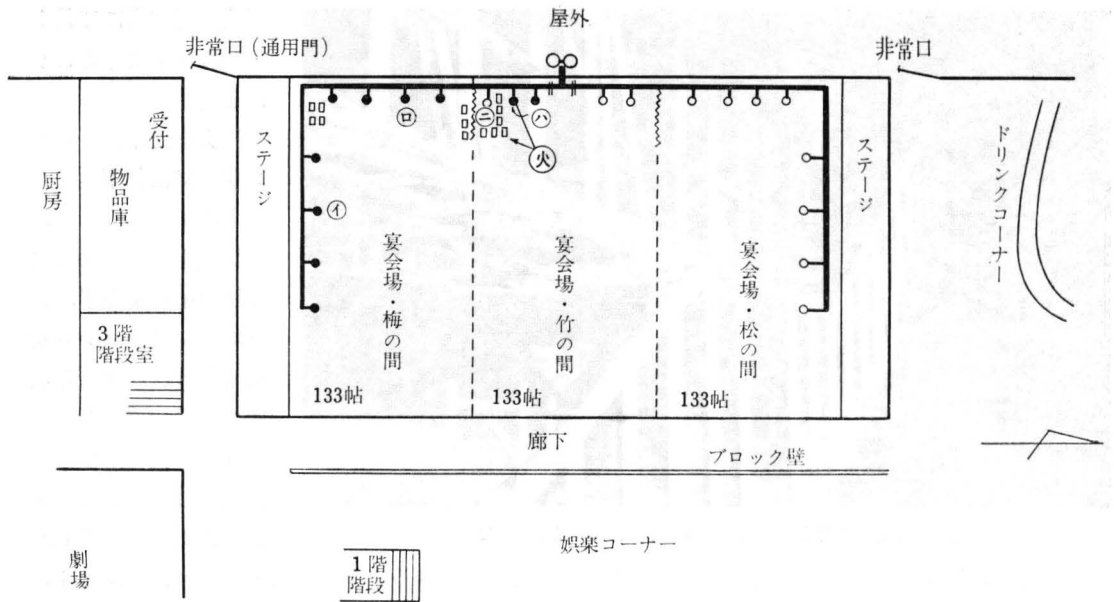 屋外
非常口(通用門)
非常口
受付
物品庫
厨房
ステージ
ロ
ニ
ハ
火
イ
ステージ
ドリンクコーナー
宴会場・梅の間
宴会場・竹の間
宴会場・松の間
3階
階段室
133帖
133帖
133帖
廊下
ブロック壁
娯楽コーナー
劇場
1階
階段